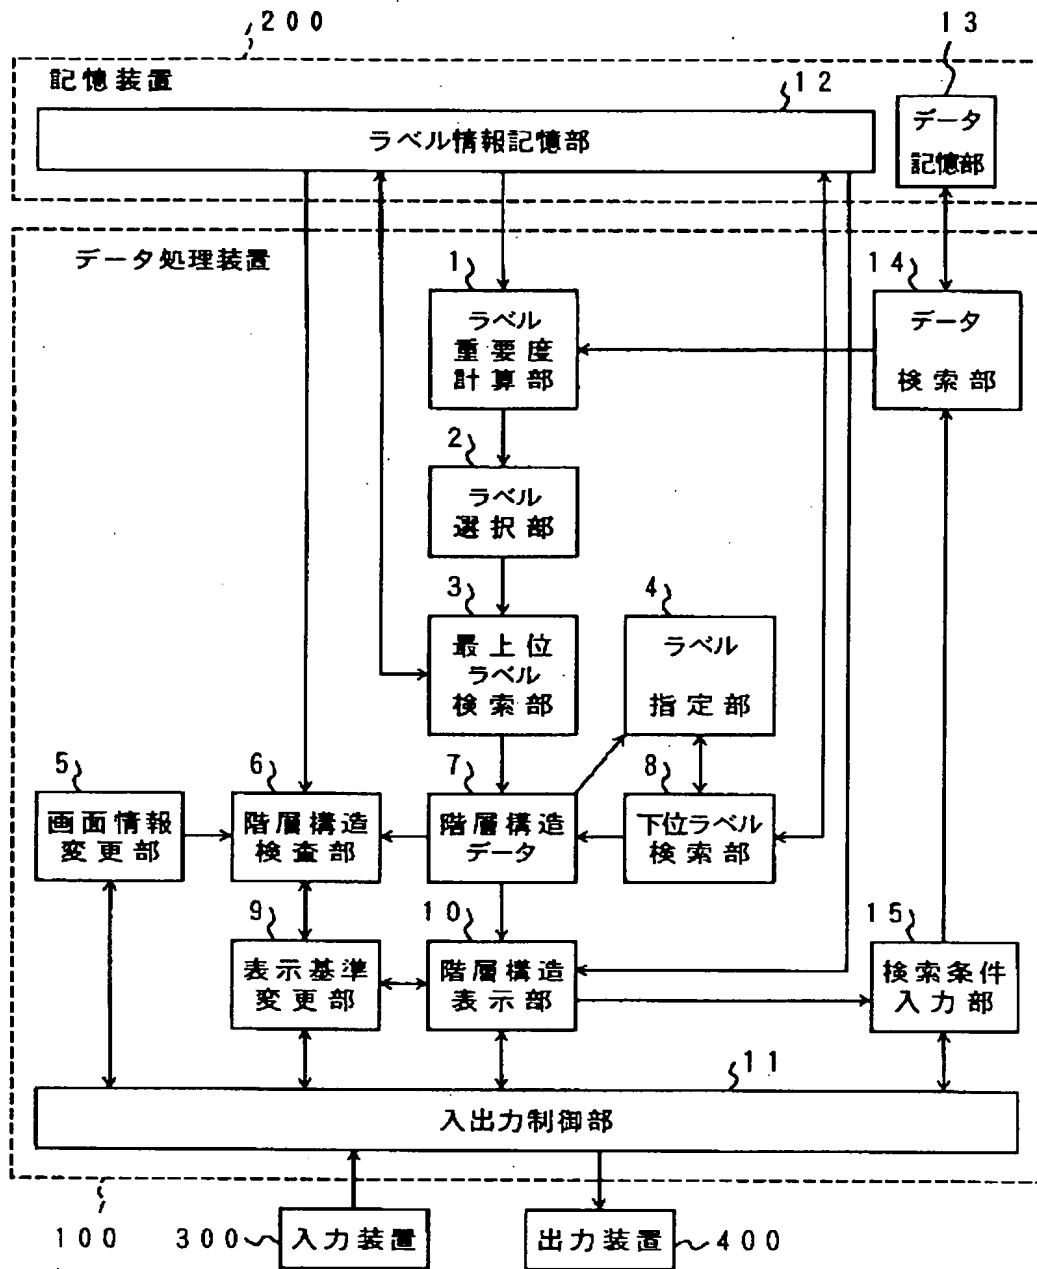 200
13
記憶装置
12
ラベル情報記憶部
データ
記憶部
データ処理装置
1
ラベル
重要度
計算部
14
データ
検索部
2
ラベル
選択部
3
最上位
ラベル
検索部
4
ラベル
指定部
5
画面情報
変更部
6
階層構造
検査部
7
階層構造
データ
8
下位ラベル
検索部
9
表示基準
変更部
10
階層構造
表示部
15
検索条件
入力部
11
入出力制御部
100
300
入力装置
出力装置
400